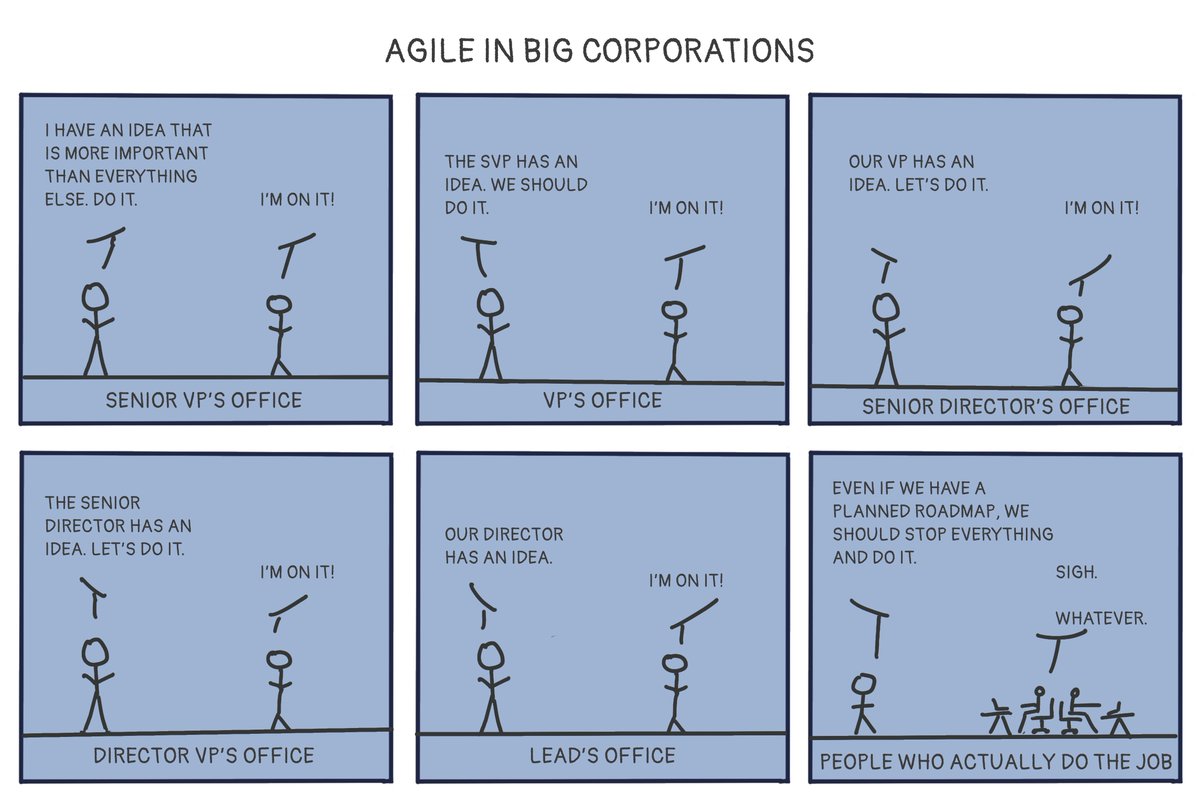 AGILE IN BIG CORPORATIONS
I HAVE AN IDEA THAT
IS MORE IMPORTANT
THAN EVERYTHING
ELSE. DO IT.
I'M ON IT!
SENIOR VP'S OFFICE
THE SVP HAS AN
IDEA. WE SHOULD
DO IT.
I'M ON IT!
VP'S OFFICE
OUR VP HAS AN
IDEA. LET'S DO IT.
I'M ON IT!
SENIOR DIRECTOR'S OFFICE
THE SENIOR
DIRECTOR HAS AN
IDEA. LET'S DO IT.
I'M ON IT!
DIRECTOR VP'S OFFICE
OUR DIRECTOR
HAS AN IDEA.
I'M ON IT!
LEAD'S OFFICE
EVEN IF WE HAVE A
PLANNED ROADMAP, WE
SHOULD STOP EVERYTHING
AND DO IT.
SIGH.
WHATEVER.
PEOPLE WHO ACTUALLY DO THE JOB